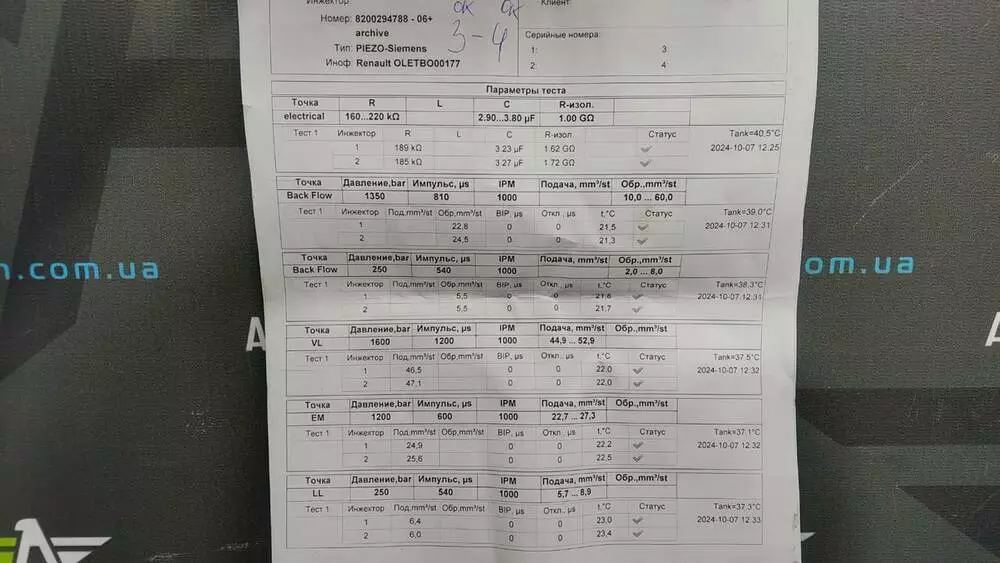 Инжектор
Клиент:
ok ok
Номер: 8200294788 - 06+
archive
3-4
Тип: PIEZO-Siemens
Иноф: Renault OLETBO00177
Серийные номера:
1: 3
2: 4
Параметры теста
Точка R L C R-изол.
electrical 160...220 kΩ 2.90...3.80 µF 1.00 GΩ
Тест 1 Инжектор R L C R-изол Статус Tank=40,5°C
1 189 kΩ 3.23 µF 1.62 GΩ 2024-10-07 12:25
2 185 kΩ 3.27 µF 1.72 GΩ
Точка Давление,bar Импульс, µs IPM Подача, mm³/st Обр.,mm³/st
Back Flow 1350 810 1000 10,0 ... 60,0
Тест 1 Инжектор Под,mm³/st Обр,mm³/st BIP, µs Откл., µs t,°C Статус Tank=39.0°C
1 22,8 0 0 21,5 2024-10-07 12:31
2 24,5 0 0 21,3
Точка Давление,bar Импульс, µs IPM Подача, mm³/st Обр.,mm³/st
Back Flow 250 540 1000 2,0 ... 8,0
Тест 1 Инжектор Под,mm³/st Обр,mm³/st BIP, µs Откл., µs t,°C Статус Tank=38.3°C
1 5,5 0 0 21,6 2024-10-07 12:31
2 5,5 0 0 21,7
n.com.ua
.com.ua
Точка Давление,bar Импульс, µs IPM Подача, mm³/st Обр.,mm³/st
VL 1600 1200 1000 44,9 ... 52,9
Тест 1 Инжектор Под,mm³/st Обр,mm³/st BIP, µs Откл., µs t,°C Статус Tank=37.5°C
1 46,5 0 0 22,0 2024-10-07 12:32
2 47,1 0 0 22,0
Точка Давление,bar Импульс, µs IPM Подача, mm³/st Обр.,mm³/st
EM 1200 600 1000 22,7 ... 27,3
Тест 1 Инжектор Под,mm³/st Обр,mm³/st BIP, µs Откл., µs t,°C Статус Tank=37.1°C
1 24,9 0 0 22,2 2024-10-07 12:32
2 25,6 0 0 22,5
Точка Давление,bar Импульс, µs IPM Подача, mm³/st Обр.,mm³/st
LL 250 540 1000 5,7 ... 8,9
Тест 1 Инжектор Под,mm³/st Обр,mm³/st BIP, µs Откл., µs t,°C Статус Tank=37.3°C
1 6,4 0 0 23,0 2024-10-07 12:33
2 6,0 0 0 23,4